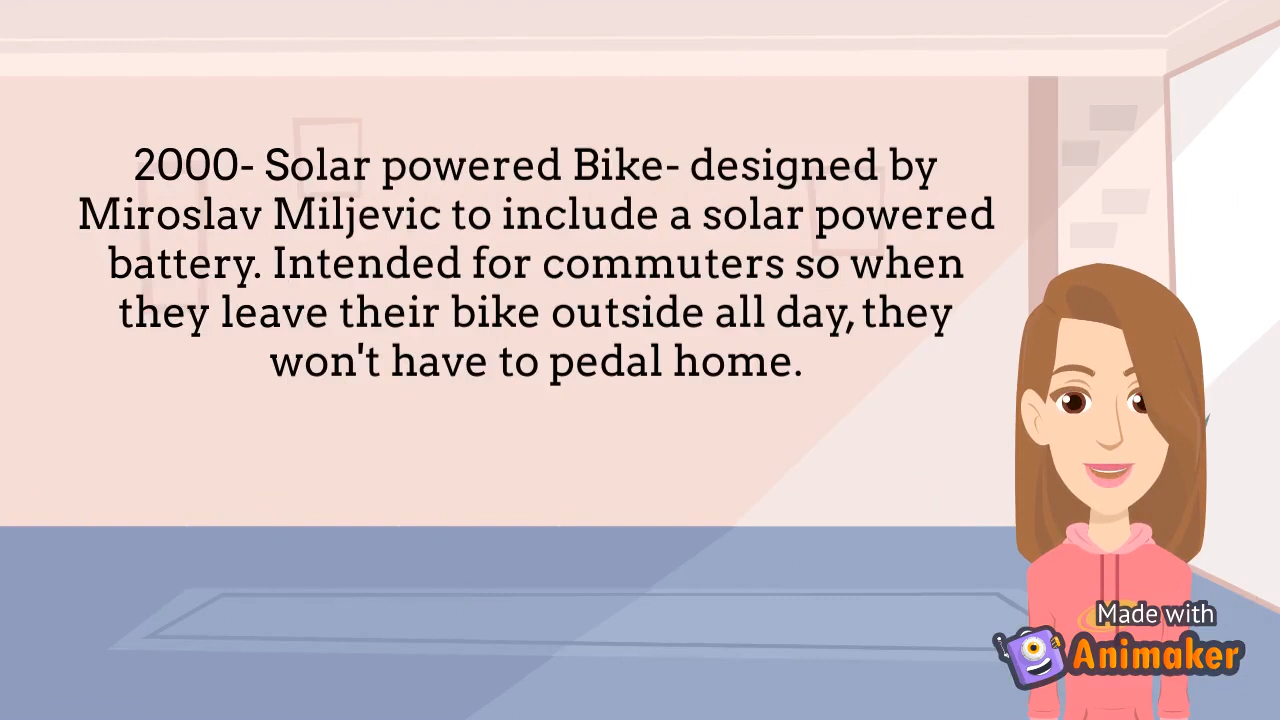 2000- Solar powered Bike- designed by
Miroslav Miljevic to include a solar powered
battery. Intended for commuters so when
they leave their bike outside all day, they
won't have to pedal home.
Made with
Animaker